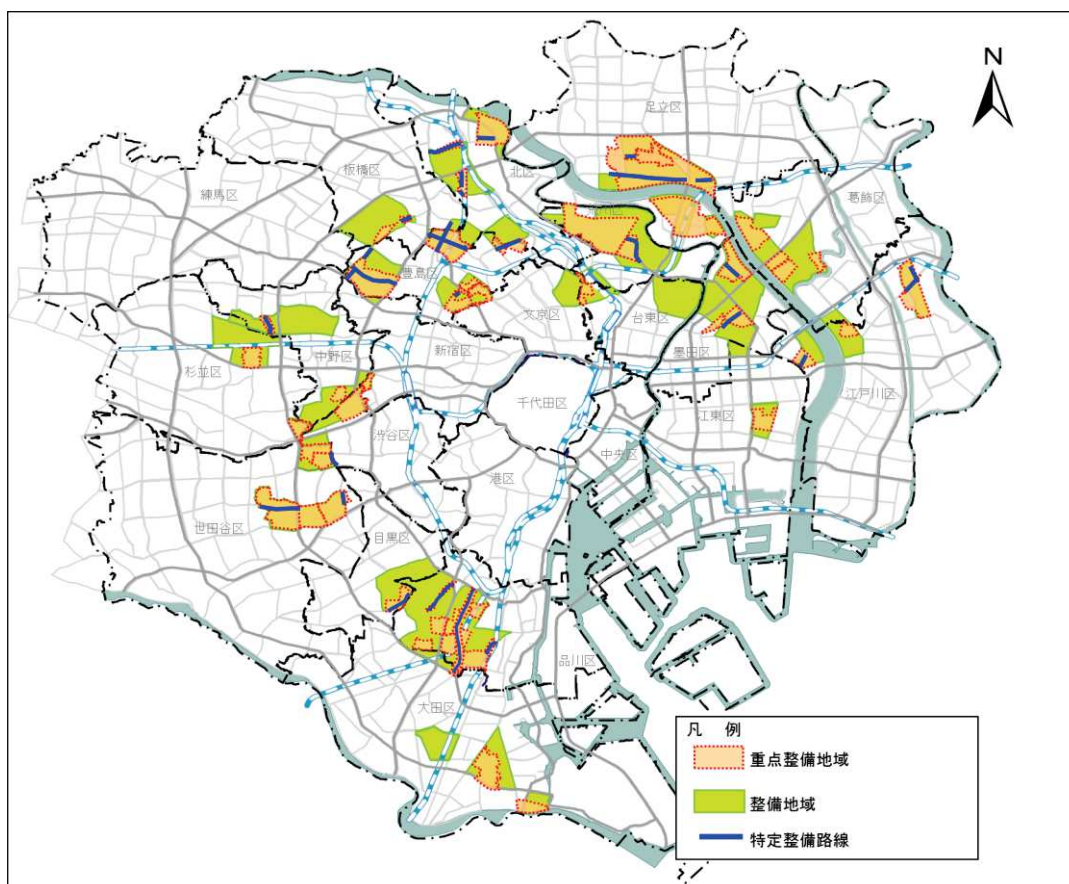 N
足立区
北区
板橋区
葛飾区
練馬区
豊島区
文京区
台東区
墨田区
中野区
新宿区
杉並区
千代田区
江戸川区
江東区
渋谷区
中央区
港区
世田谷区
目黒区
品川区
大田区
凡 例
重点整備地域
整備地域
特定整備路線